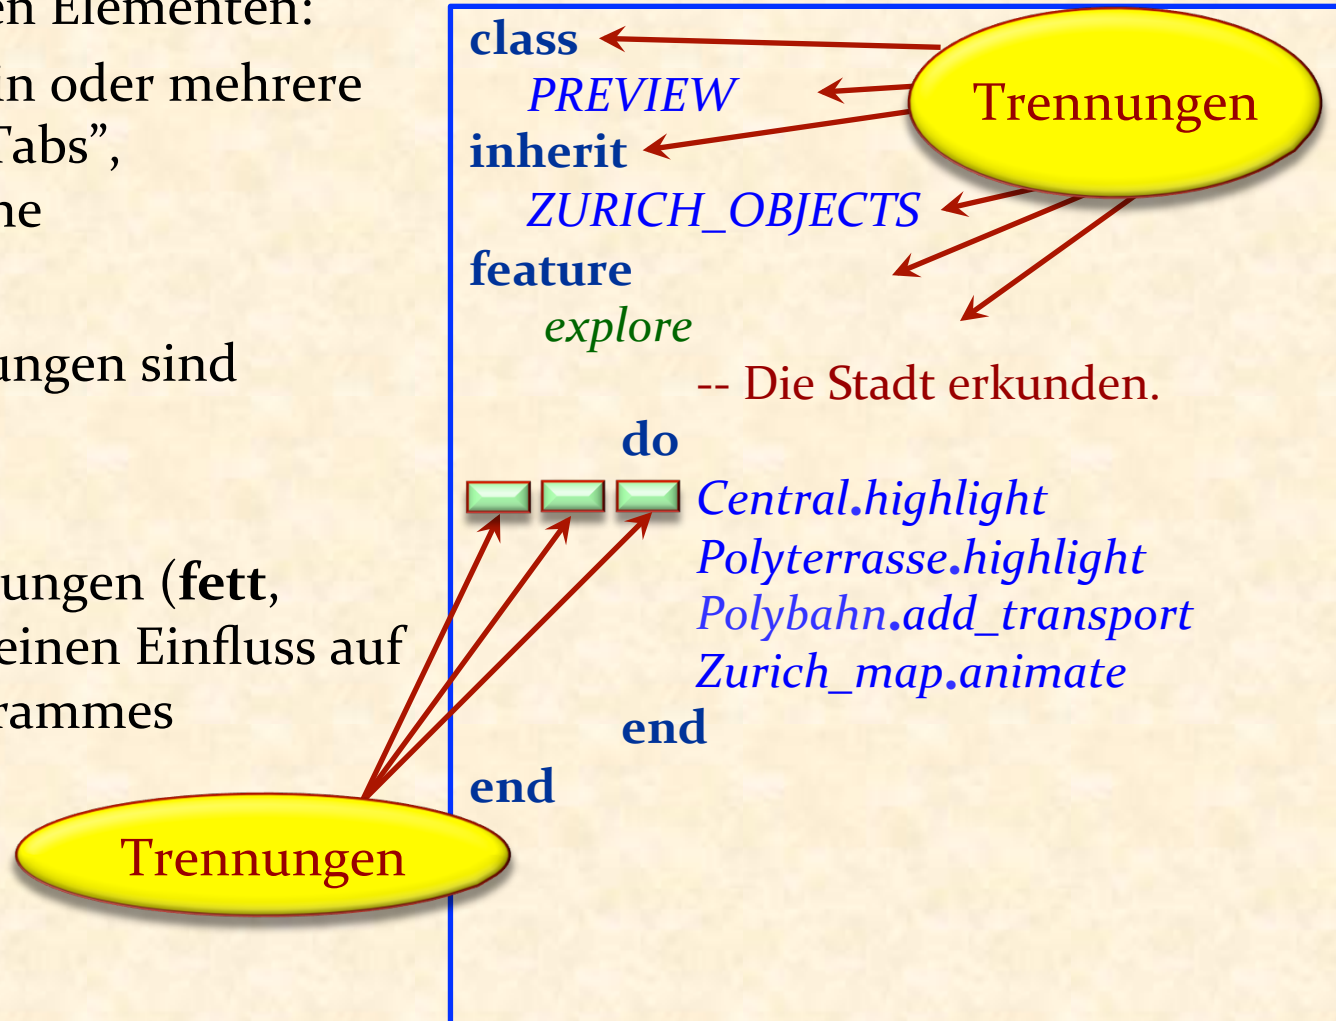 en Elementen:
in oder mehrere
Tabs”,
ne
ungen sind
ungen (fett,
einen Einfluss auf
rammes
Trennungen
class
PREVIEW
inherit
ZURICH_OBJECTS
feature
explore
-- Die Stadt erkunden.
do
Central.highlight
Polyterrasse.highlight
Polybahn.add_transport
Zurich_map.animate
end
end
Trennungen